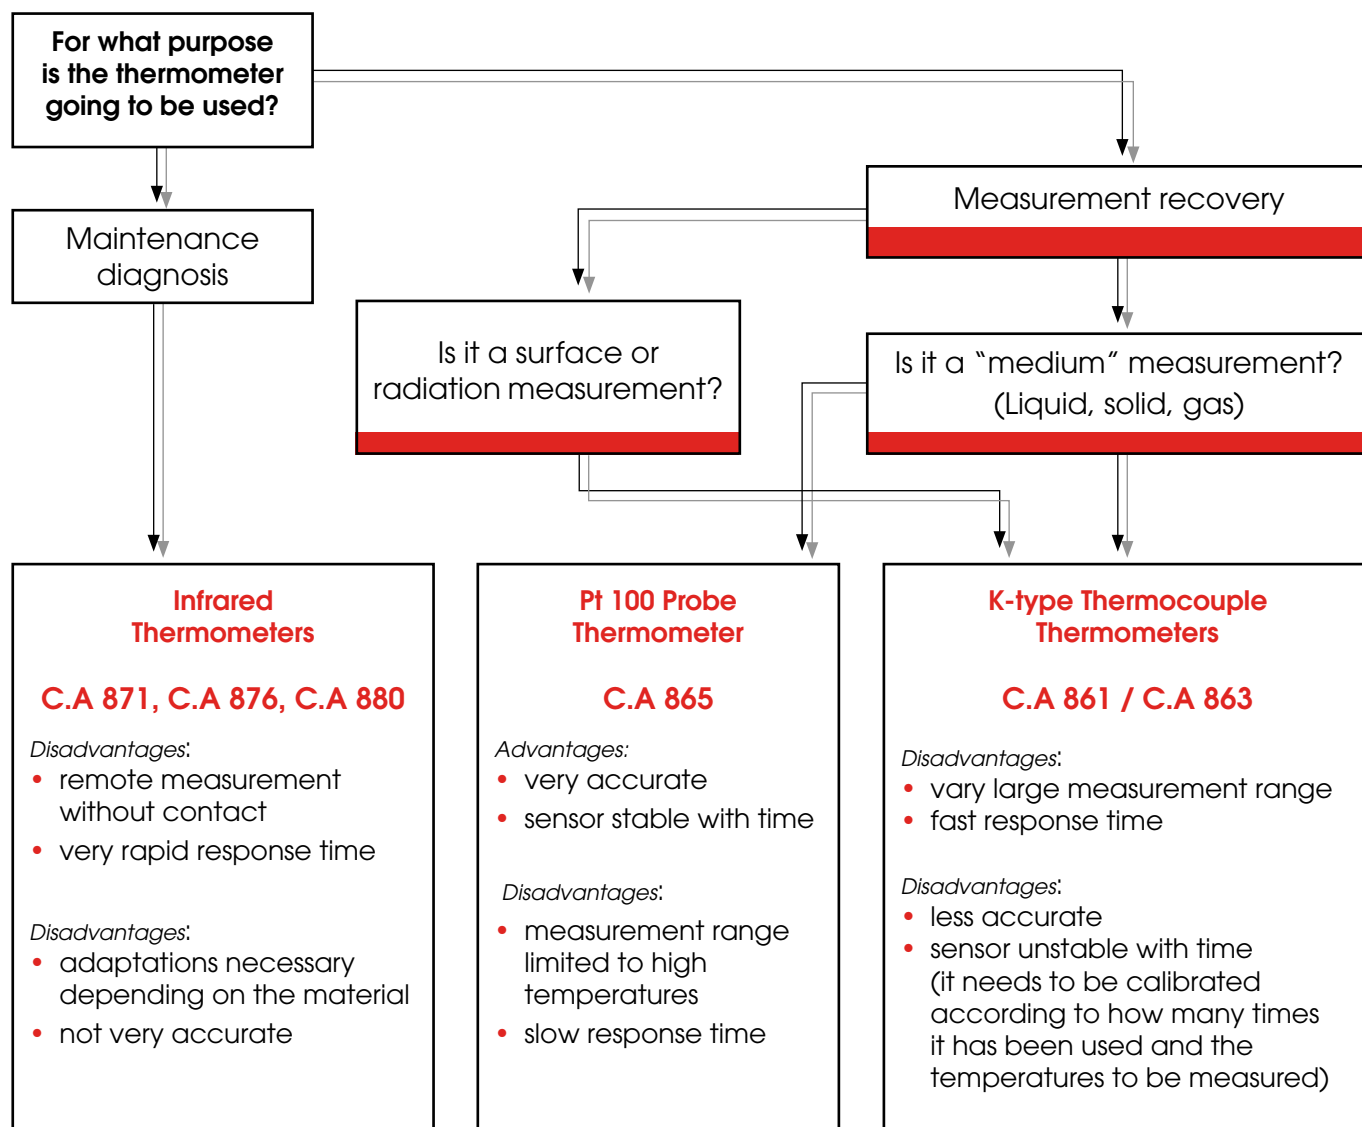 For what purpose
is the thermometer
going to be used?
Measurement recovery
Maintenance
diagnosis
Is it a surface or
radiation measurement?
Is it a “medium” measurement?
(Liquid, solid, gas)
Infrared
Thermometers
C.A 871, C.A 876, C.A 880
Disadvantages:
• remote measurement
without contact
• very rapid response time
Disadvantages:
• adaptations necessary
depending on the material
• not very accurate
Pt 100 Probe
Thermometer
C.A 865
Advantages:
• very accurate
• sensor stable with time
Disadvantages:
• measurement range
limited to high
temperatures
• slow response time
K-type Thermocouple
Thermometers
C.A 861 / C.A 863
Disadvantages:
• vary large measurement range
• fast response time
Disadvantages:
• less accurate
• sensor unstable with time
(it needs to be calibrated
according to how many times
it has been used and the
temperatures to be measured)